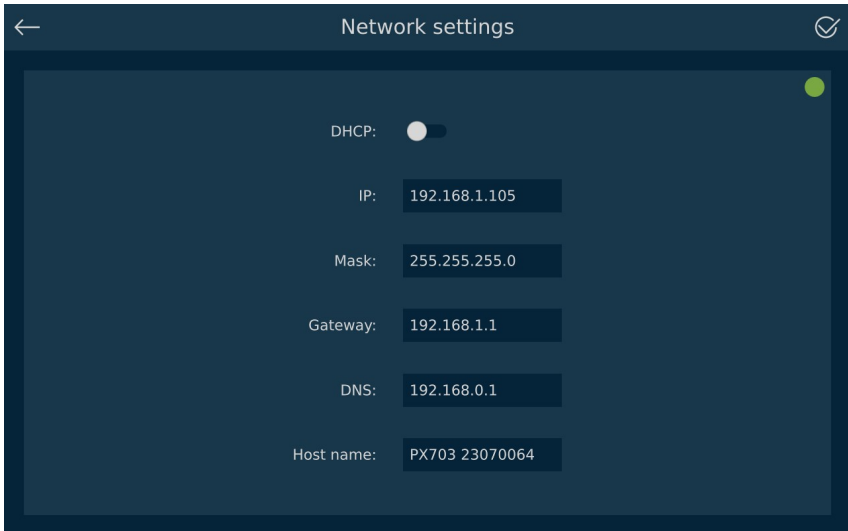 Network settings
DHCP:
IP: 192.168.1.105
Mask: 255.255.255.0
Gateway: 192.168.1.1
DNS: 192.168.0.1
Host name: PX703 23070064